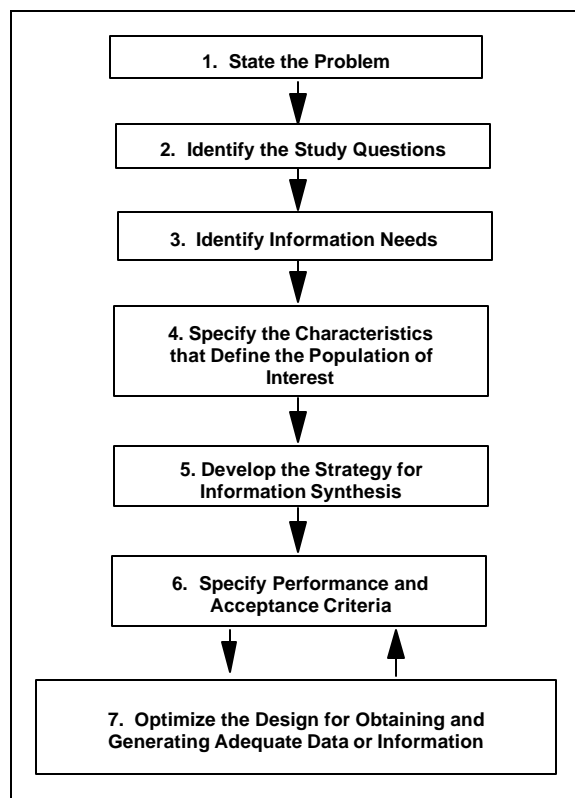 1. State the Problem
2. Identify the Study Questions
3. Identify Information Needs
4. Specify the Characteristics
that Define the Population of
Interest
5. Develop the Strategy for
Information Synthesis
6. Specify Performance and
Acceptance Criteria
7. Optimize the Design for Obtaining and
Generating Adequate Data or Information